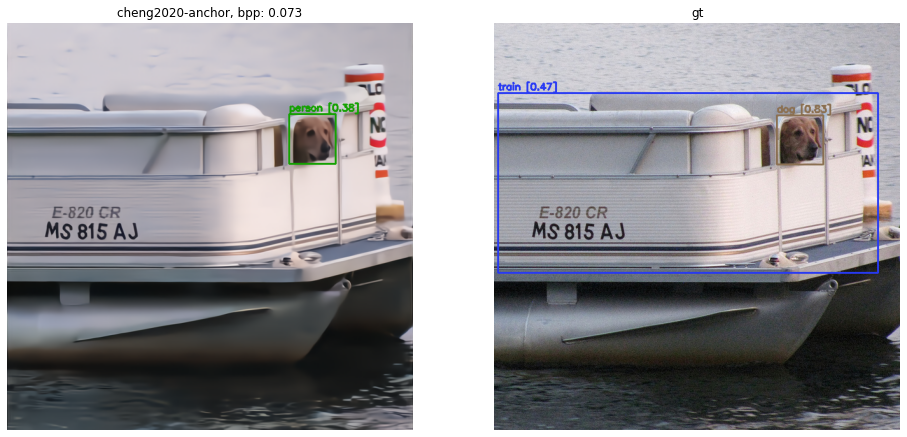 cheng2020-anchor, bpp: 0.073
person [0.38]
E-820 CR
MS 815 AJ
gt
train [0.47]
dog [0.83]
E-820 CR
MS 815 AJ